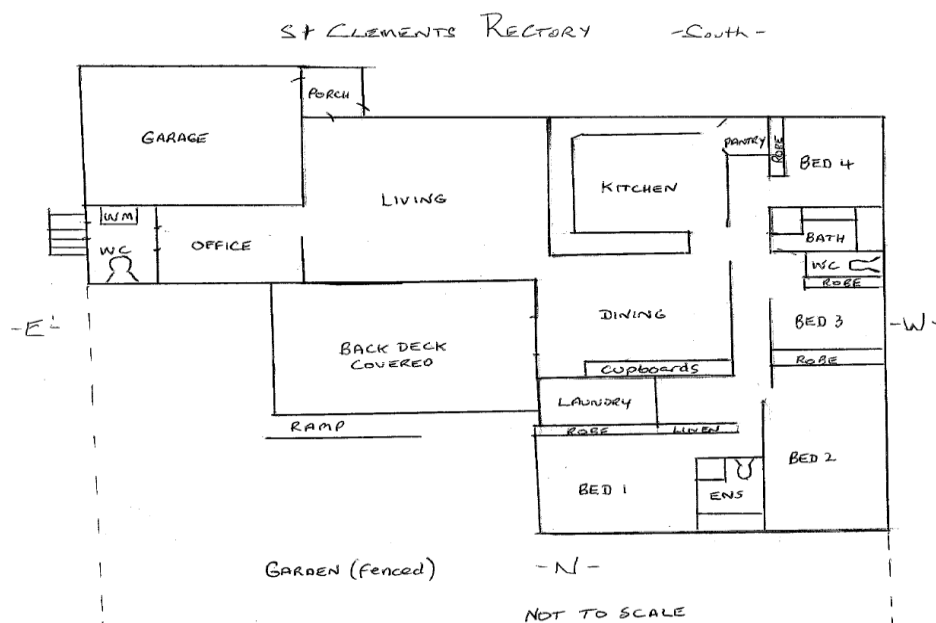 St CLEMENTS RECTORY -South-
PORCH
GARAGE
PANTRY
ROBE
BED 4
KITCHEN
LIVING
WM
WC
OFFICE
BATH
WC
ROBE
-E-
DINING
BED 3
-W-
BACK DECK
COVERED
ROBE
CUPboards
LAUNDRY
RAMP
ROBE
LINEN
BED 2
BED 1
ENS
GARDEN (Fenced)
-N-
NOT TO SCALE